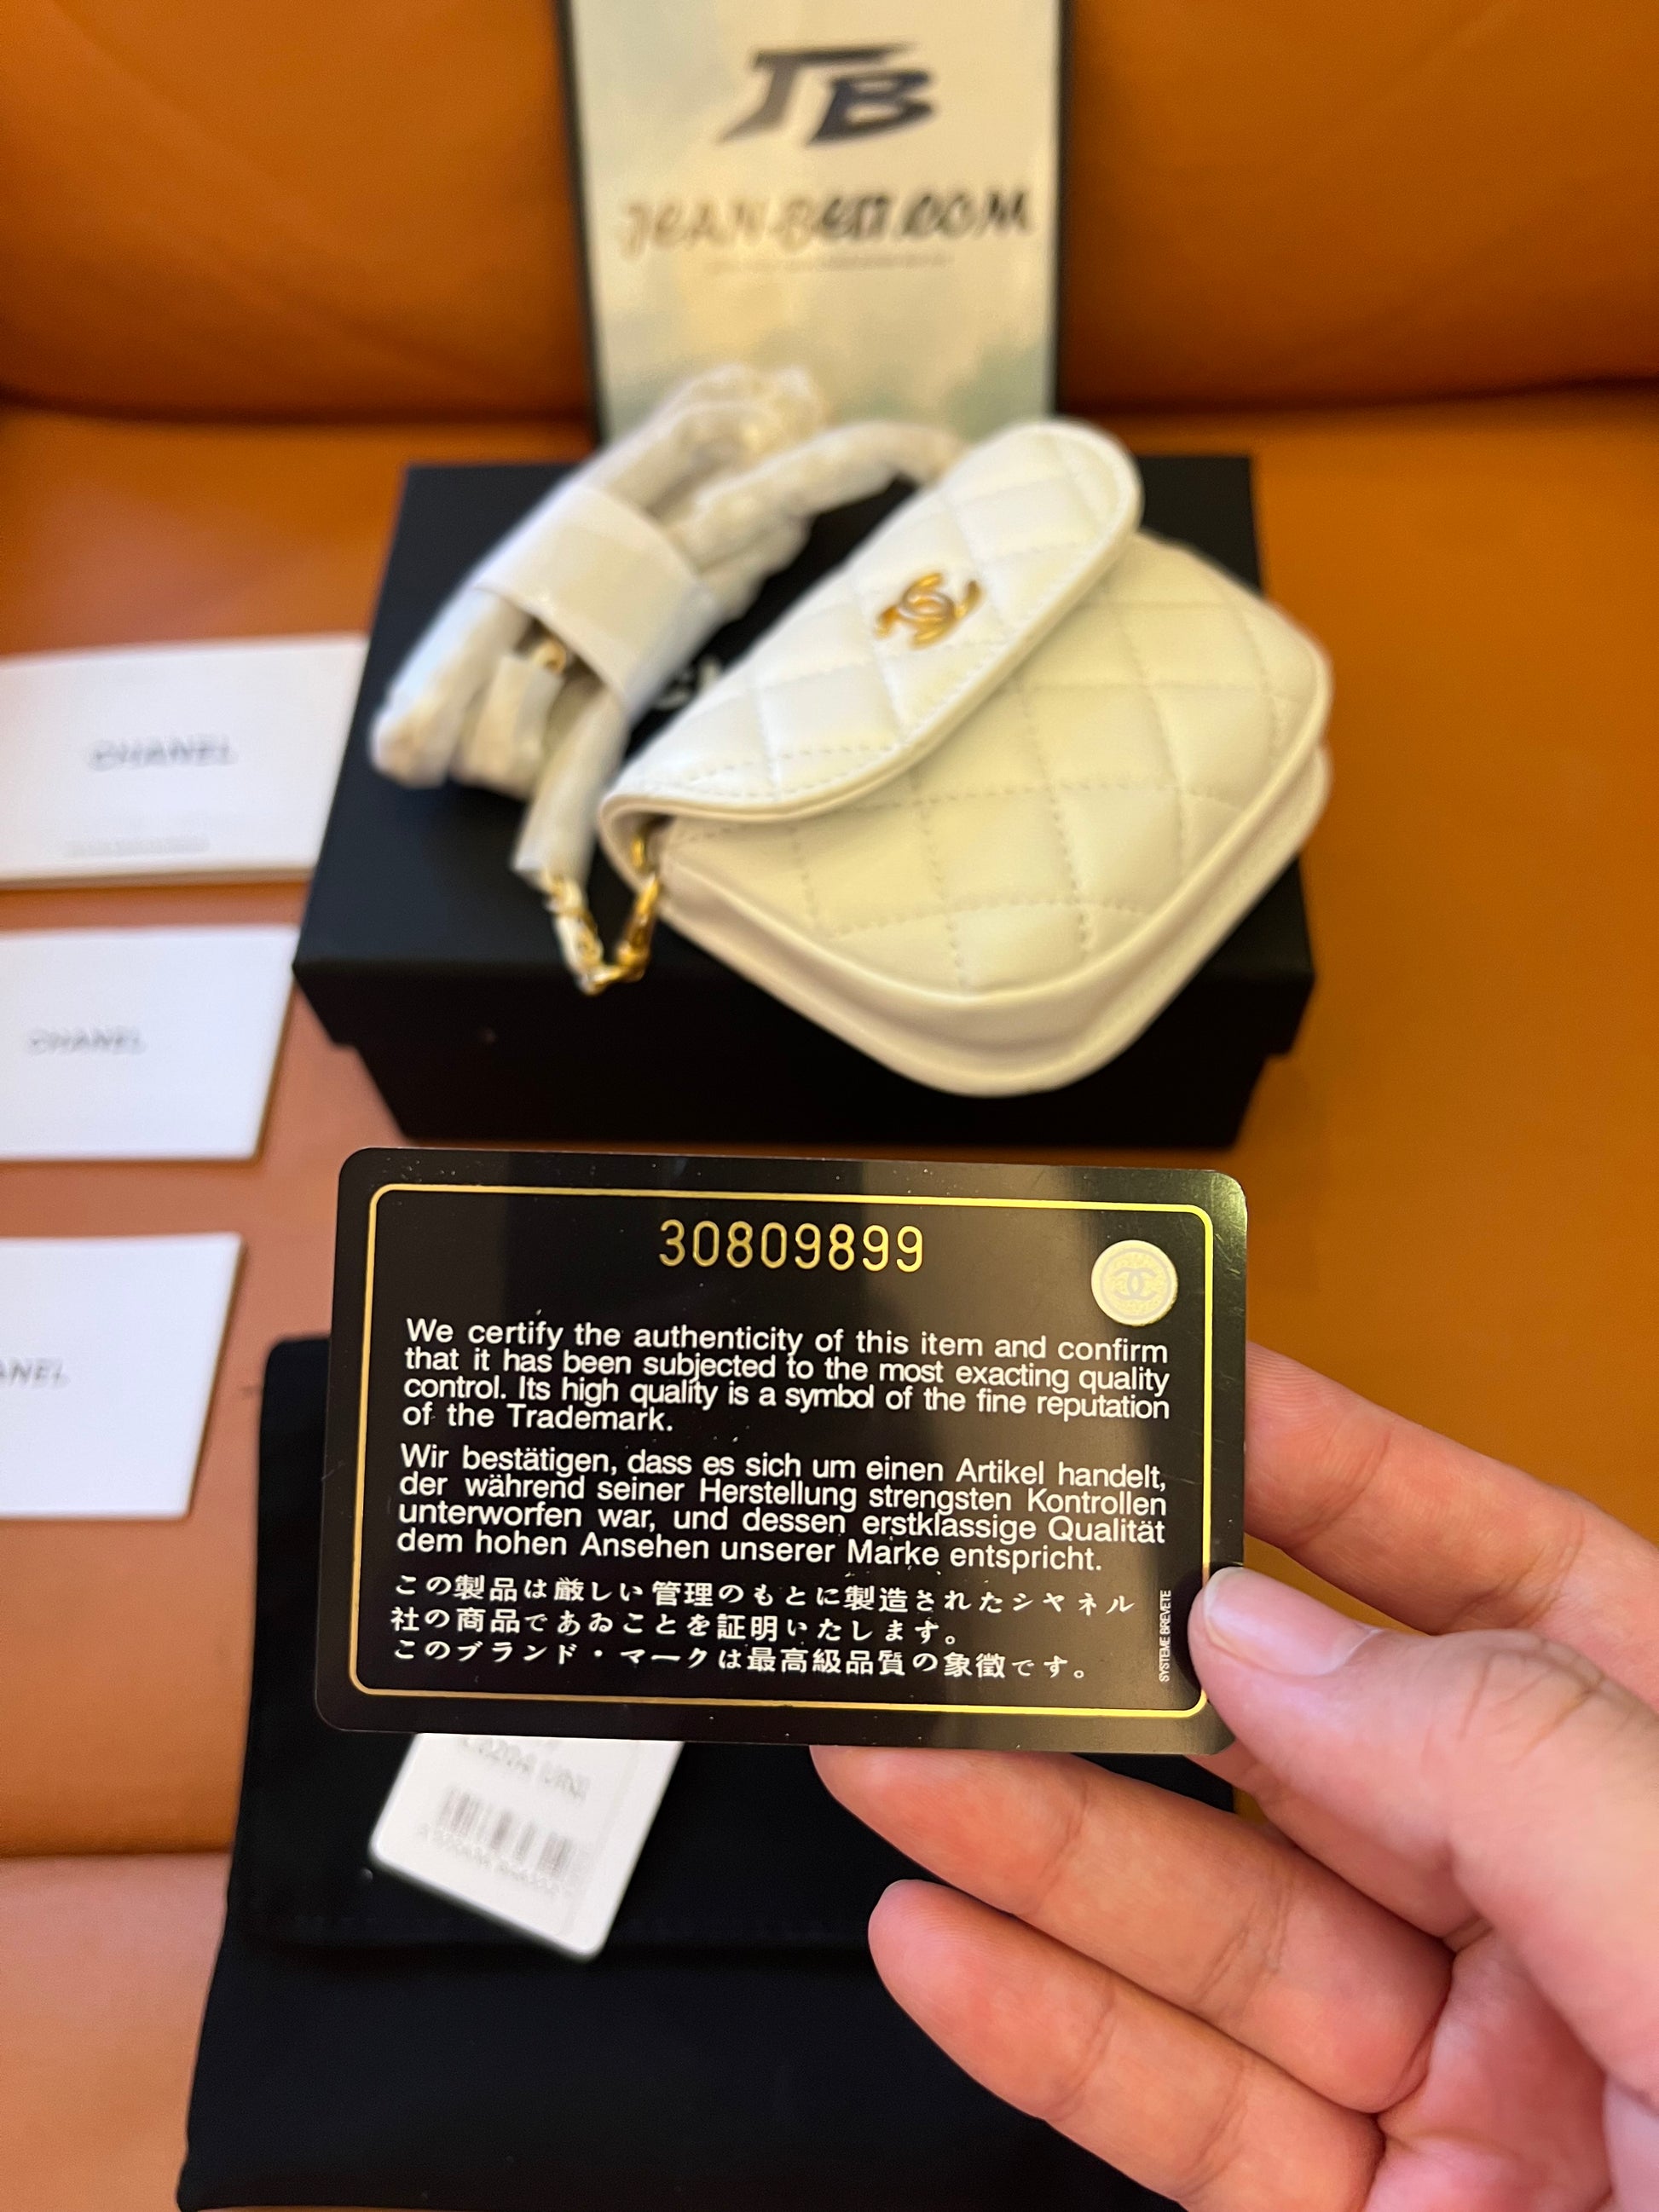 JB
JEAN-BEIT.COM
CHANEL
CHANEL
ANEL
30809899
We certify the authenticity of this item and confirm
that it has been subjected to the most exacting quality
control. Its high quality is a symbol of the fine reputation
of the Trademark.
Wir bestätigen, dass es sich um einen Artikel handelt,
der während seiner Herstellung strengsten Kontrollen
unterworfen war, und dessen erstklassige Qualität
dem hohen Ansehen unserer Marke entspricht.
この製品は厳しい管理のもとに製造されたシヤネル
社の商品であゐことを証明いたします。
このブランド・マークは最高級品質の象徴です。
SYSTEME BREVETE